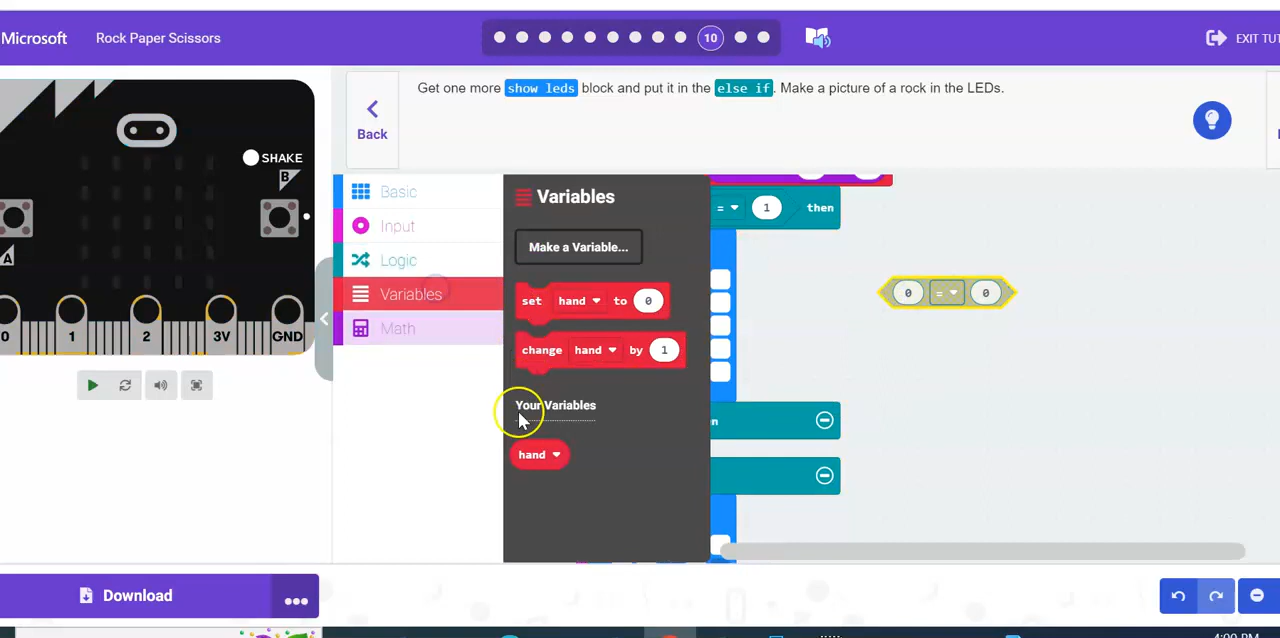 Microsoft Rock Paper Scissors 10 EXIT TUT
Get one more show leds block and put it in the else if. Make a picture of a rock in the LEDs.
Back
SHAKE
B
A
0 1 2 3V GND
Basic
Input
Logic
Variables
Math
Variables
Make a Variable...
set hand to 0
change hand by 1
Your Variables
hand
= 1 then
0 = 0
n
Download
4:00 PM